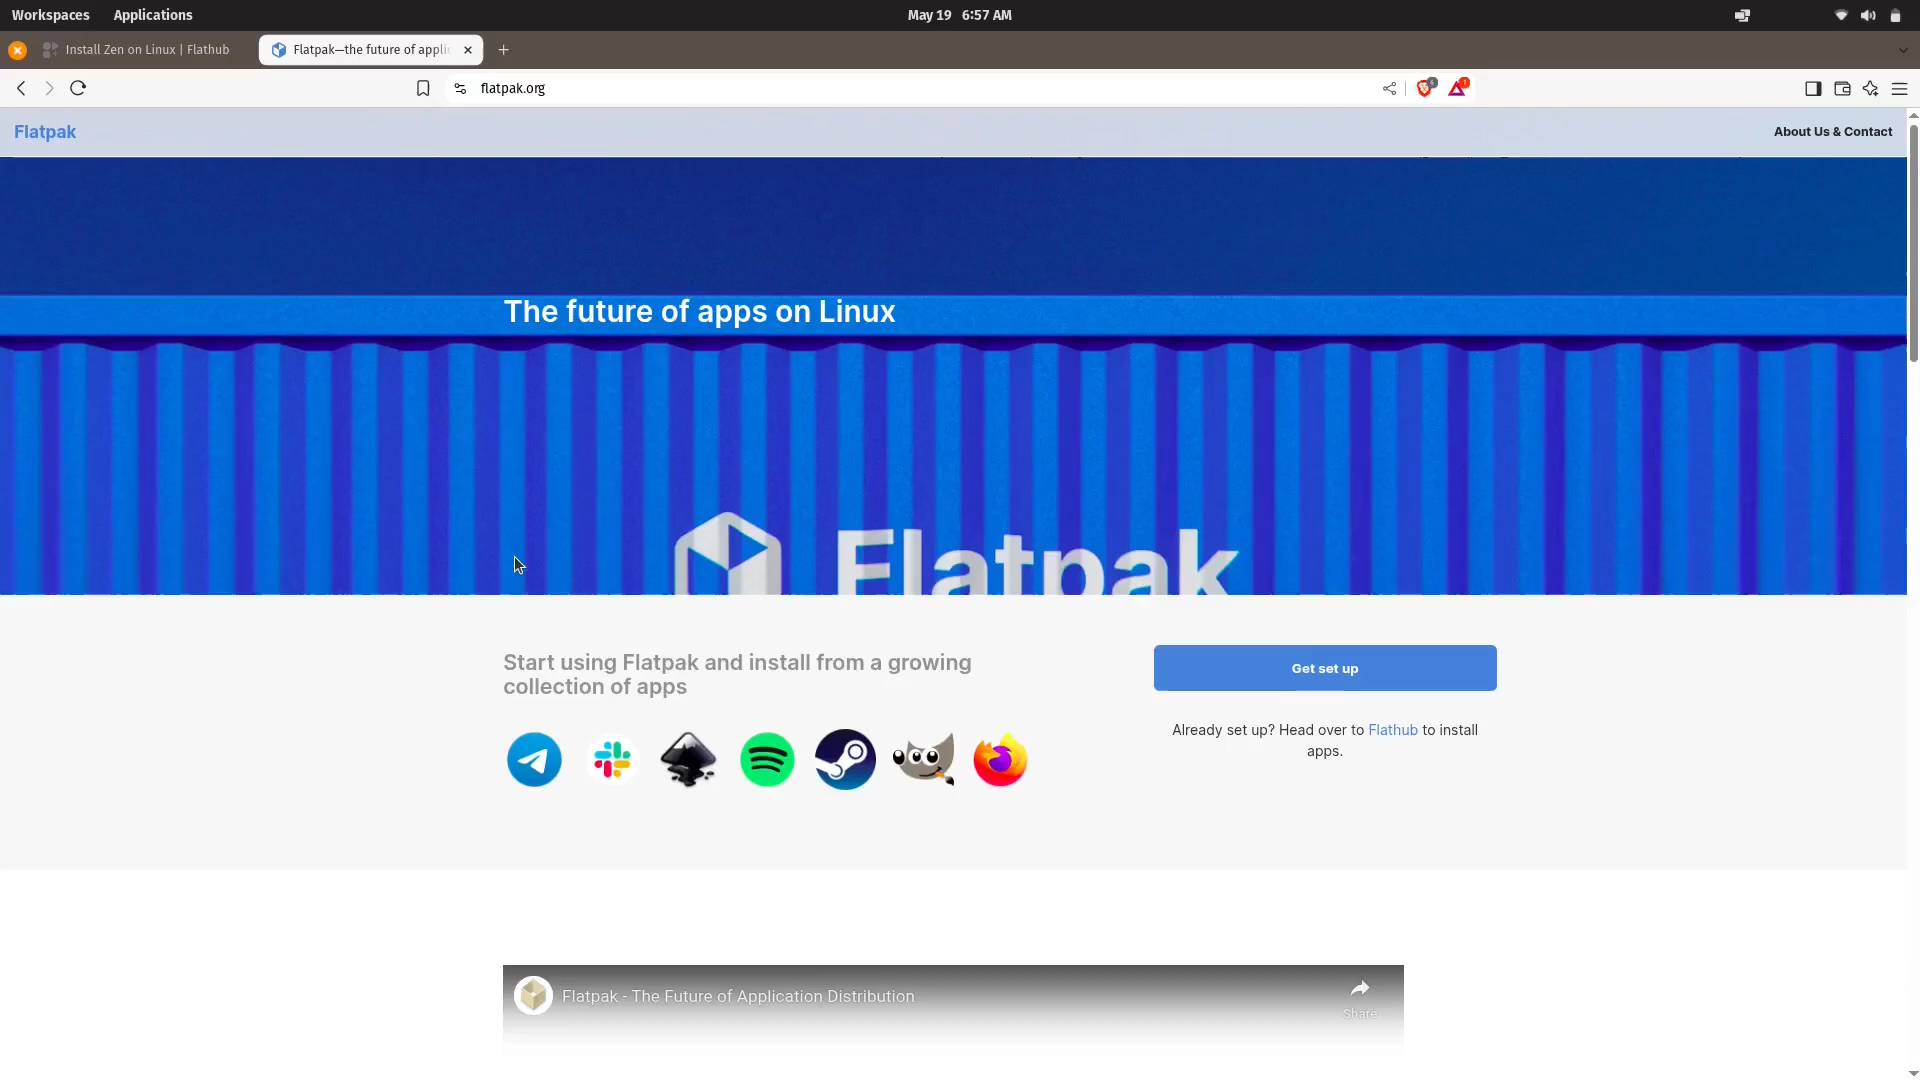 Workspaces Applications May 19 6:57 AM
Install Zen on Linux | Flathub Flatpak—the future of appli
flatpak.org 6 1
Flatpak About Us & Contact
The future of apps on Linux
Flatpak
Start using Flatpak and install from a growing
collection of apps
Get set up
Already set up? Head over to Flathub to install
apps.
Flatpak - The Future of Application Distribution
Share